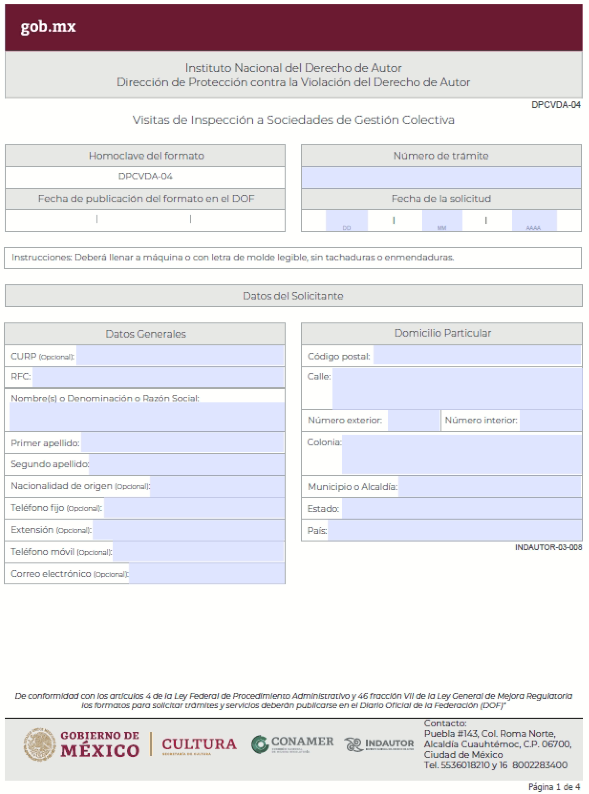 gob.mx
Instituto Nacional del Derecho de Autor
Dirección de Protección contra la Violación del Derecho de Autor
DPCVDA-04
Visitas de Inspección a Sociedades de Gestión Colectiva
Homoclave del formato
DPCVDA-04
Fecha de publicación del formato en el DOF
| |
Número de trámite
Fecha de la solicitud
DD | MM | AAAA
Instrucciones: Deberá llenar a máquina o con letra de molde legible, sin tachaduras o enmendaduras.
Datos del Solicitante
Datos Generales
CURP (Opcional):
RFC:
Nombre(s) o Denominación o Razón Social:
Primer apellido:
Segundo apellido:
Nacionalidad de origen (Opcional):
Teléfono fijo (Opcional):
Extensión (Opcional):
Teléfono móvil (Opcional):
Correo electrónico (Opcional):
Domicilio Particular
Código postal:
Calle:
Número exterior: Número interior:
Colonia:
Municipio o Alcaldía:
Estado:
País:
INDAUTOR-03-008
De conformidad con los artículos 4 de la Ley Federal de Procedimiento Administrativo y 46 fracción VII de la Ley General de Mejora Regulatoria
los formatos para solicitar trámites y servicios deberán publicarse en el Diario Oficial de la Federación (DOF)"
GOBIERNO DE
MÉXICO
CULTURA
SECRETARÍA DE CULTURA
CONAMER
INDAUTOR
Contacto:
Puebla #143, Col. Roma Norte,
Alcaldía Cuauhtémoc, C.P. 06700,
Ciudad de México
Tel. 5536018210 y 16 8002283400
Página 1 de 4